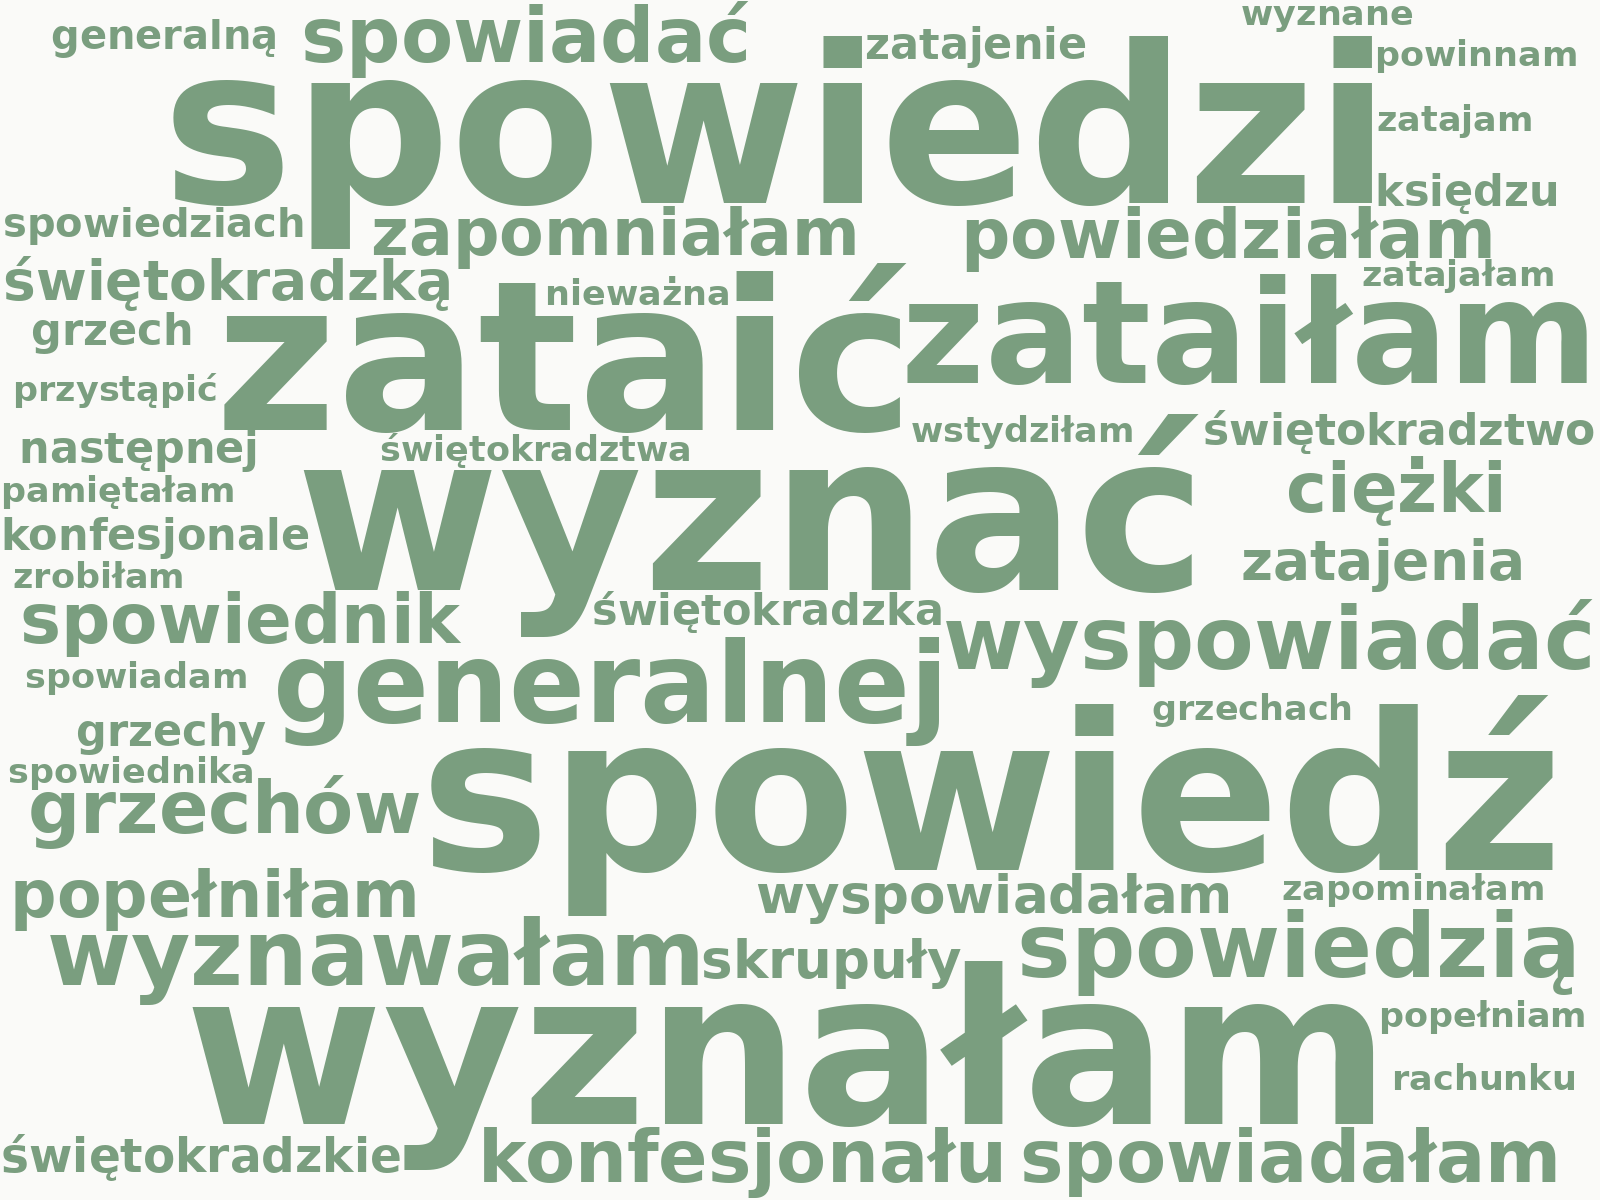 generalną spowiadać zatajenie wyznane
spowiedzi powinnam
zatajam
księdzu
spowiedziach zapomniałam powiedziałam
świętokradzką nieważna zatajałam
grzech zataić zataiłam
przystąpić
następnej świętokradztwa wstydziłam świętokradztwo
pamiętałam wyznać ciężki
konfesjonale zatajenia
zrobiłam
spowiednik świętokradzka wyspowiadać
spowiadam generalnej grzechach
grzechy
spowiednika spowiedź
grzechów
popełniłam wyspowiadałam zapominałam
wyznawałam skrupuły spowiedzią
wyznałam popełniam
rachunku
świętokradzkie konfesjonału spowiadałam